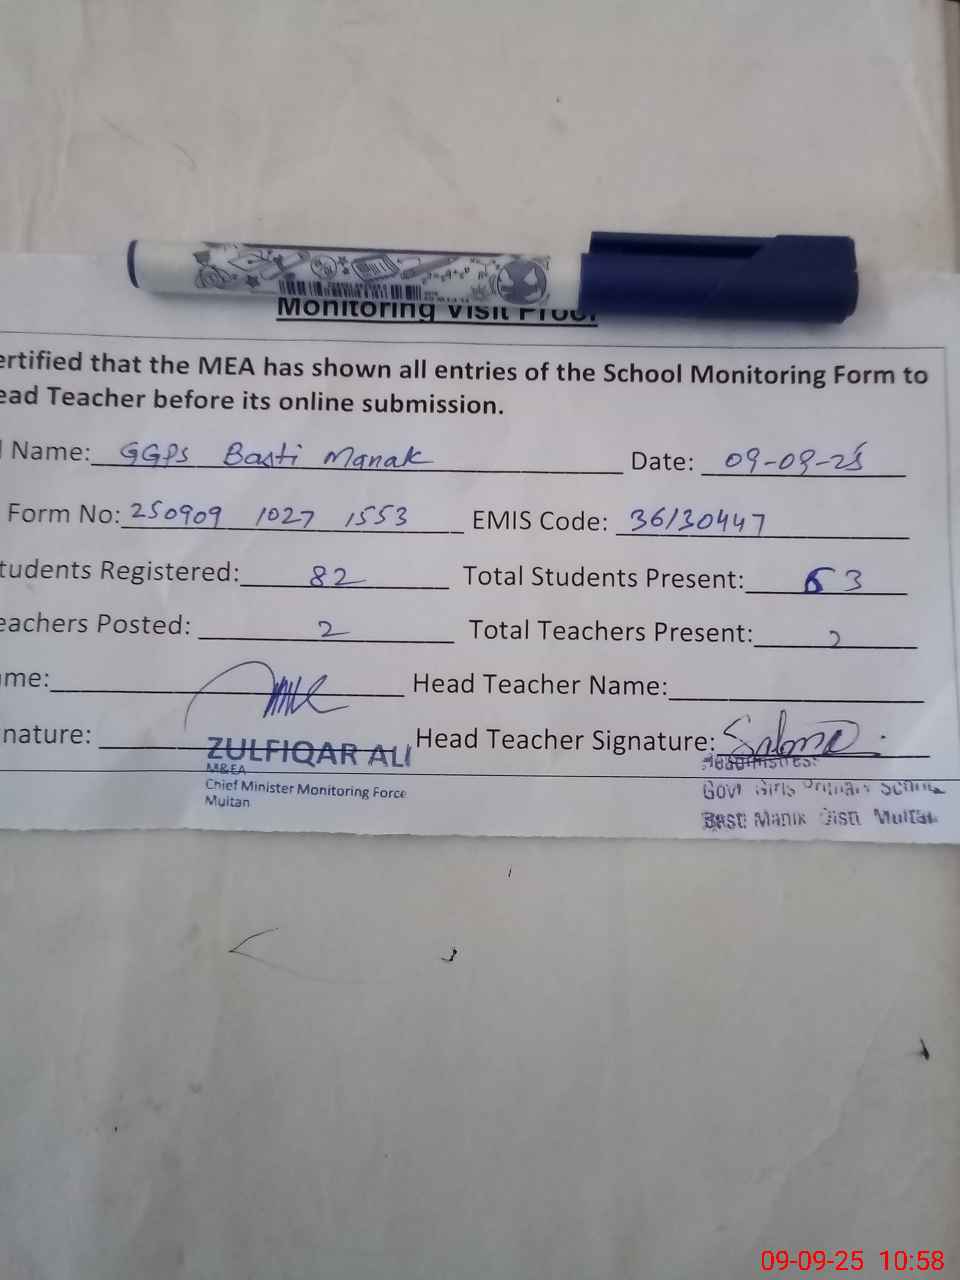 Monitoring Visit Proof
ertified that the MEA has shown all entries of the School Monitoring Form to
ead Teacher before its online submission.
l Name: GGPS Basti Manak Date: 09-09-25
Form No: 250909 1027 1553 EMIS Code: 36130447
tudents Registered: 82 Total Students Present: 53
eachers Posted: 2 Total Teachers Present: 2
me: Head Teacher Name:
nature: Head Teacher Signature: Salma
ZULFIQAR ALI
M&EA
Chief Minister Monitoring Force
Multan
Headmistress
Govt Girls Primary School
Basti Manik Distt Multan
09-09-25 10:58